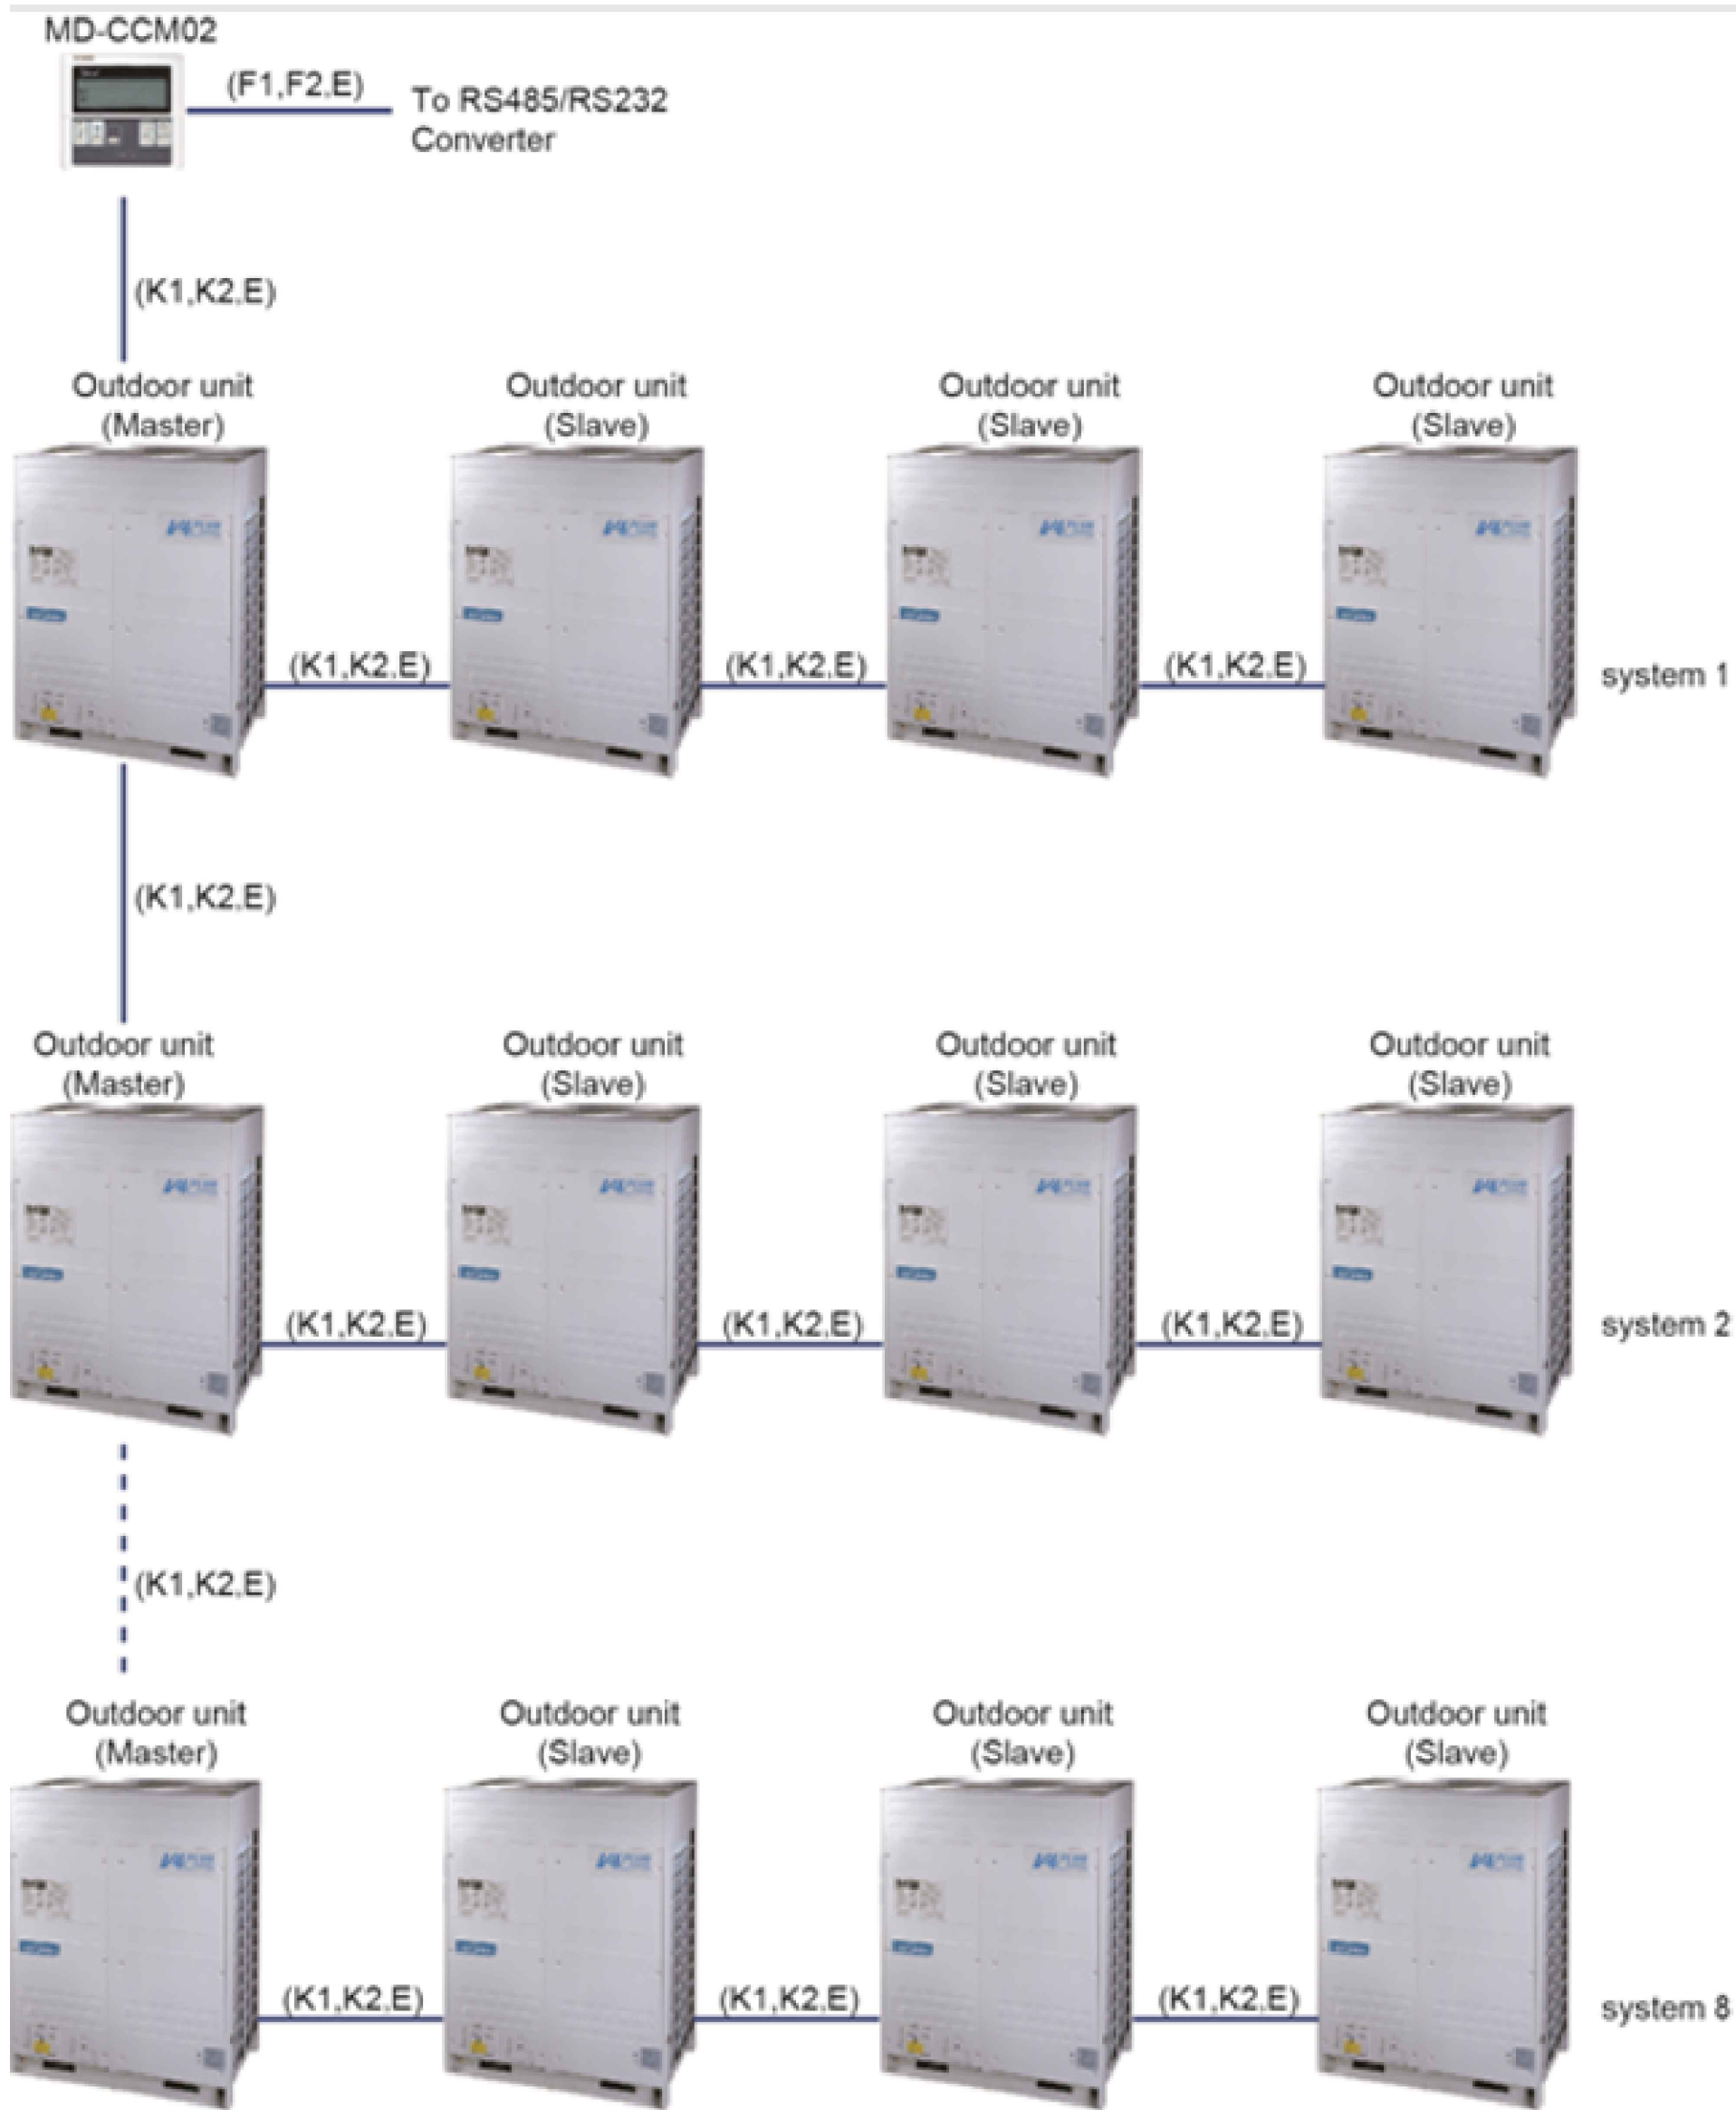 MD-CCM02
(F1,F2,E)
To RS485/RS232
Converter
(K1,K2,E)
Outdoor unit
(Master)
Outdoor unit
(Slave)
Outdoor unit
(Slave)
Outdoor unit
(Slave)
(K1,K2,E)
(K1,K2,E)
(K1,K2,E)
system 1
(K1,K2,E)
Outdoor unit
(Master)
Outdoor unit
(Slave)
Outdoor unit
(Slave)
Outdoor unit
(Slave)
(K1,K2,E)
(K1,K2,E)
(K1,K2,E)
system 2
(K1,K2,E)
Outdoor unit
(Master)
Outdoor unit
(Slave)
Outdoor unit
(Slave)
Outdoor unit
(Slave)
(K1,K2,E)
(K1,K2,E)
(K1,K2,E)
system 8